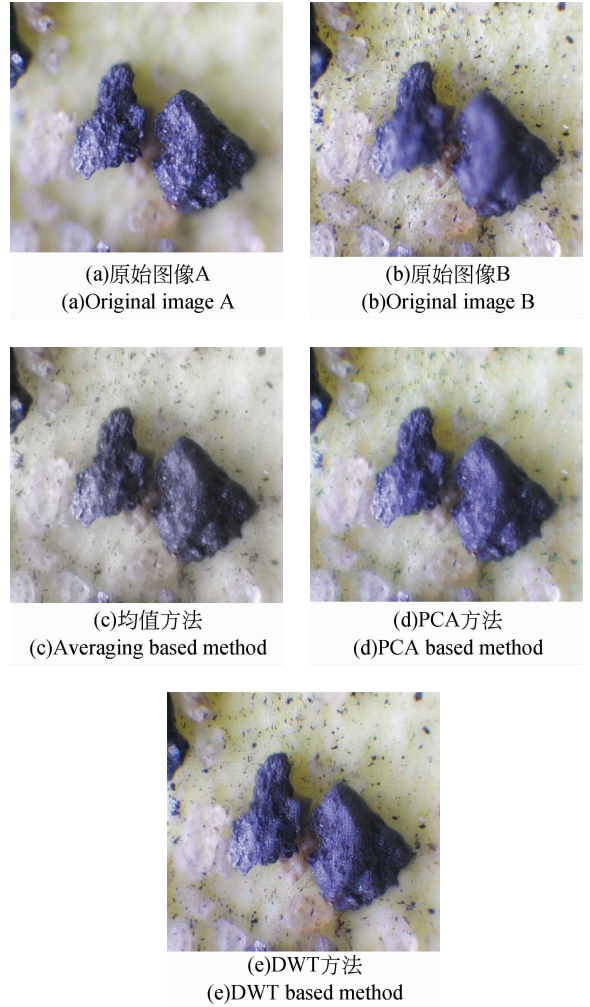 (a)原始图像A
(a)Original image A
(b)原始图像B
(b)Original image B
(c)均值方法
(c)Averaging based method
(d)PCA方法
(d)PCA based method
(e)DWT方法
(e)DWT based method